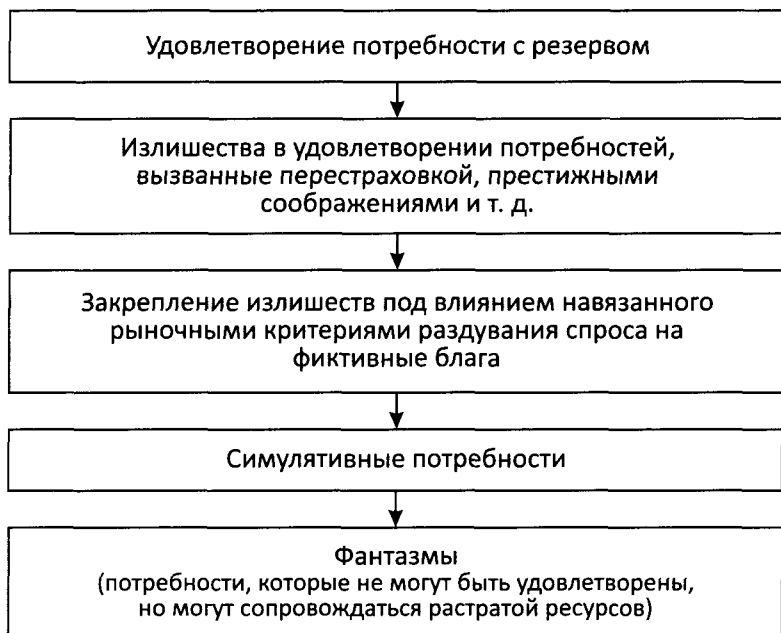 Удовлетворение потребности с резервом
Излишества в удовлетворении потребностей,
вызванные перестраховкой, престижными
соображениями и т. д.
Закрепление излишеств под влиянием навязанного
рыночными критериями раздувания спроса на
фиктивные блага
Симулятивные потребности
Фантазмы
(потребности, которые не могут быть удовлетворены,
но могут сопровождаться растратой ресурсов)